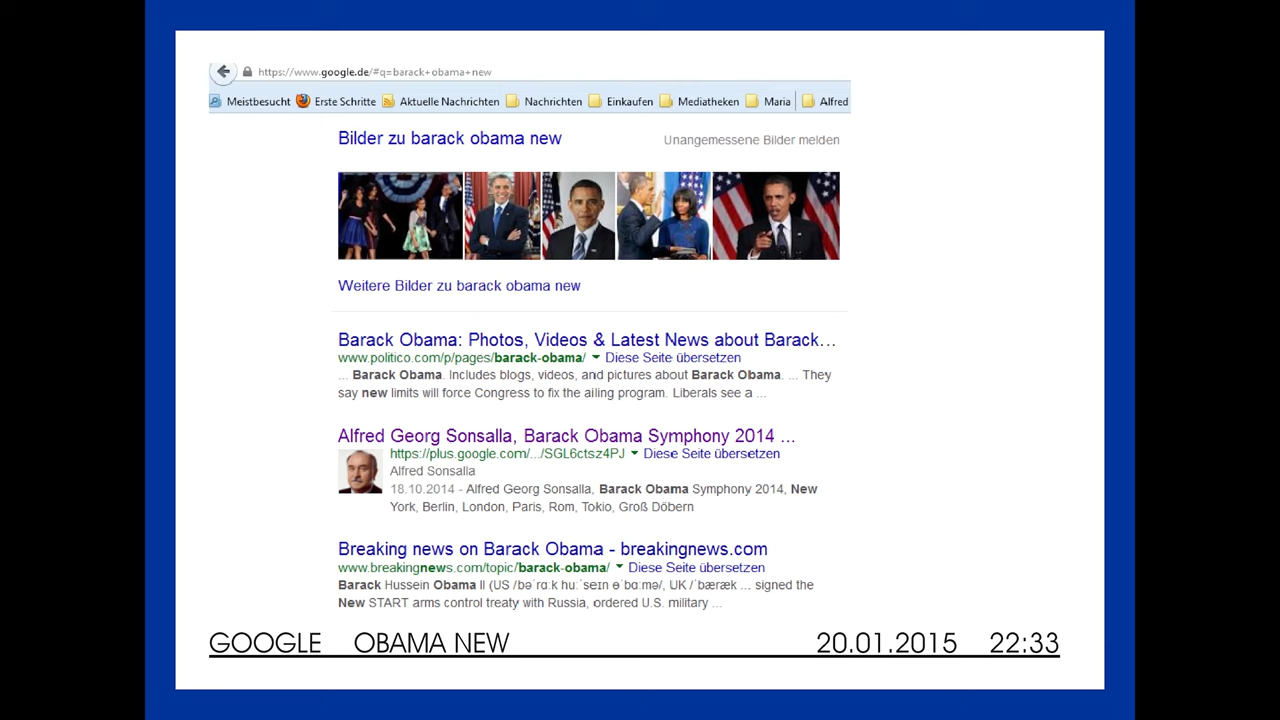 https://www.google.de/#q=barack+obama+new
Meistbesucht Erste Schritte Aktuelle Nachrichten Nachrichten Einkaufen Mediatheken Maria Alfred
Bilder zu barack obama new Unangemessene Bilder melden
Weitere Bilder zu barack obama new
Barack Obama: Photos, Videos & Latest News about Barack...
www.politico.com/p/pages/barack-obama/ Diese Seite übersetzen
... Barack Obama. Includes blogs, videos, and pictures about Barack Obama. ... They
say new limits will force Congress to fix the ailing program. Liberals see a ...
Alfred Georg Sonsalla, Barack Obama Symphony 2014 ...
https://plus.google.com/.../SGL6ctsz4PJ Diese Seite übersetzen
Alfred Sonsalla
18.10.2014 - Alfred Georg Sonsalla, Barack Obama Symphony 2014, New
York, Berlin, London, Paris, Rom, Tokio, Groß Döbern
Breaking news on Barack Obama - breakingnews.com
www.breakingnews.com/topic/barack-obama/ Diese Seite übersetzen
Barack Hussein Obama II (US /bəˈrɑːk huːˈseɪn oʊˈbɑːmə/, UK /ˈbæræk ... signed the
New START arms control treaty with Russia, ordered U.S. military ...
GOOGLE OBAMA NEW 20.01.2015 22:33